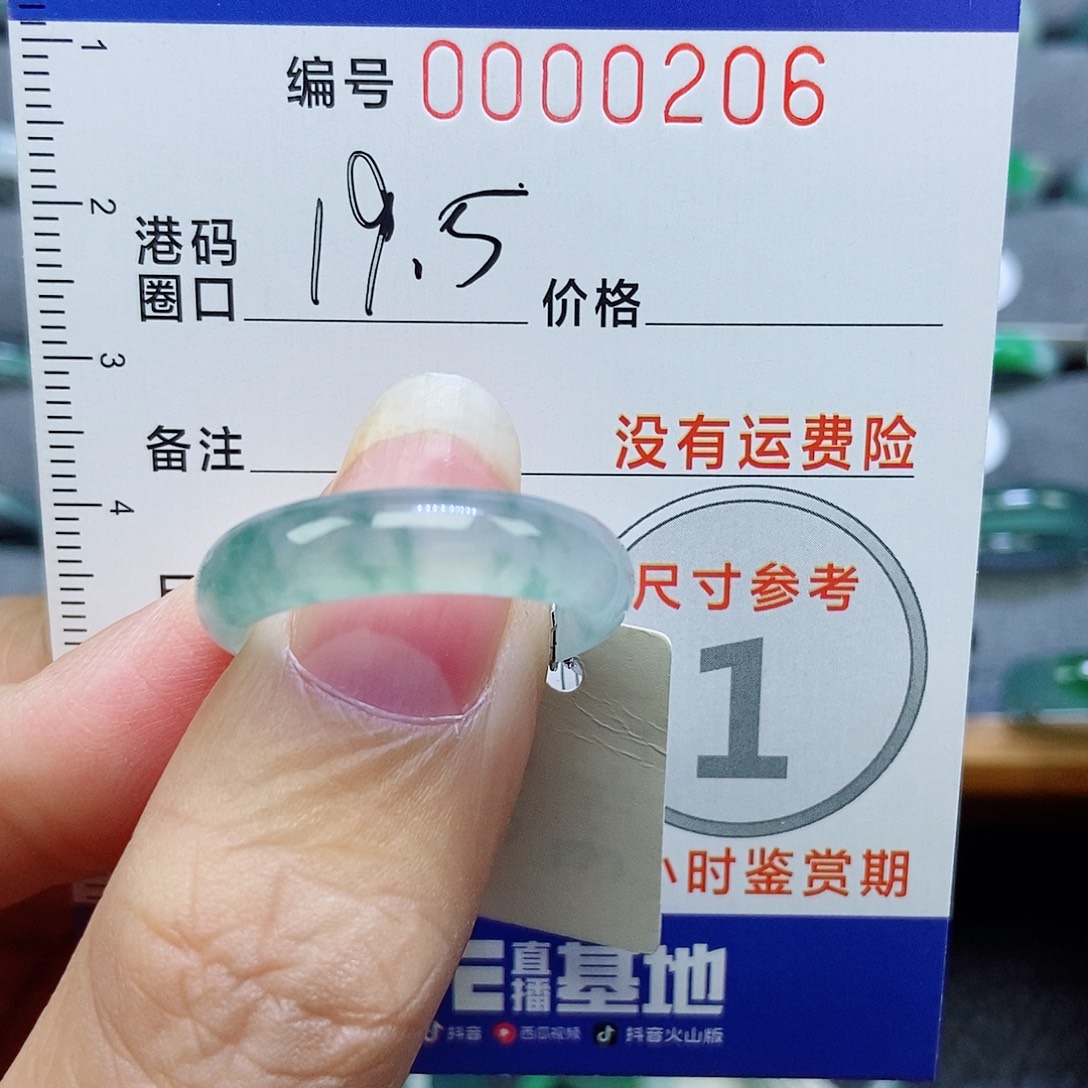 编号 0000206
港码
圈口 19.5 价格
备注 没有运费险
尺寸参考
1
小时鉴赏期
E直播基地
抖音 西瓜视频 抖音火山版
1
2
3
4